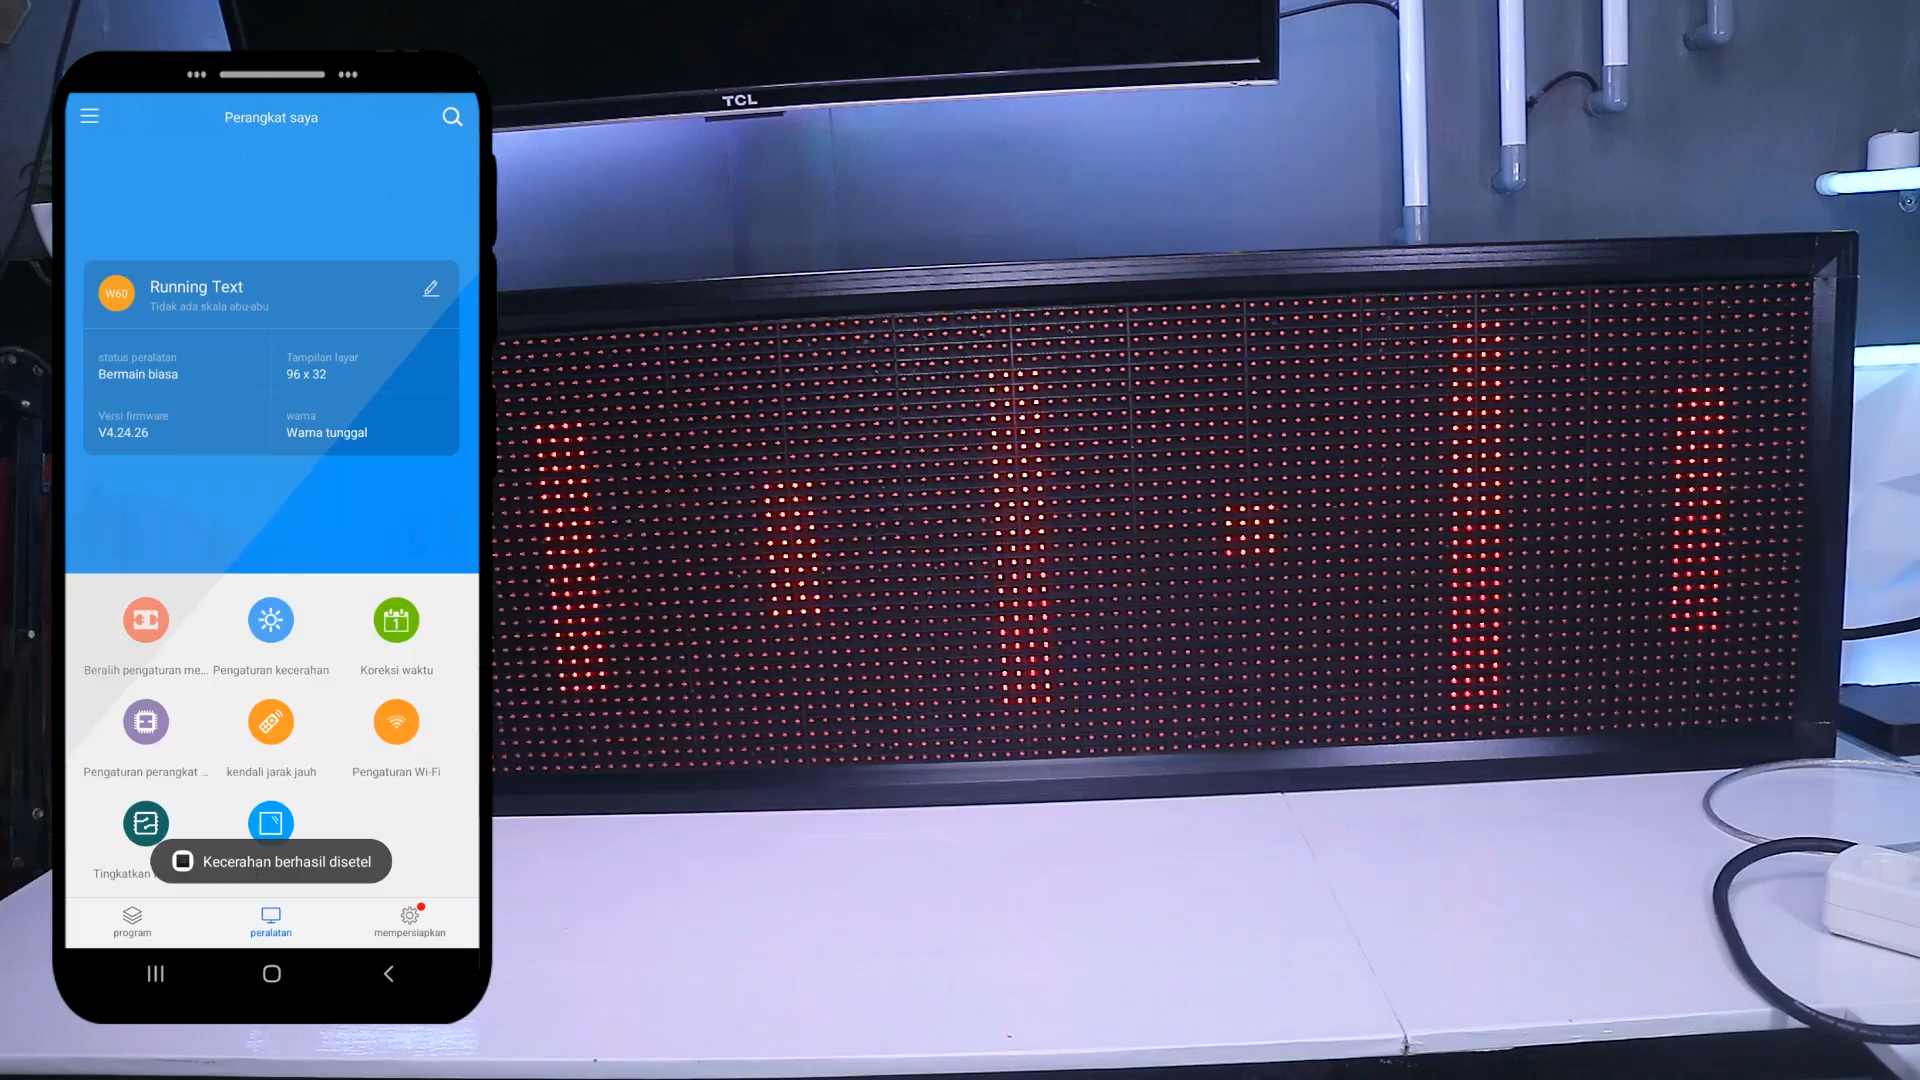 TCL
Perangkat saya
W60
Running Text
Tidak ada skala abu-abu
status peralatan
Bermain biasa
Tampilan layar
96 x 32
Versi firmware
V4.24.26
warna
Warna tunggal
1
Beralih pengaturan me...
Pengaturan kecerahan
Koreksi waktu
Pengaturan perangkat ...
kendali jarak jauh
Pengaturan Wi-Fi
Tingkatkan
Kecerahan berhasil disetel
program
peralatan
mempersiapkan